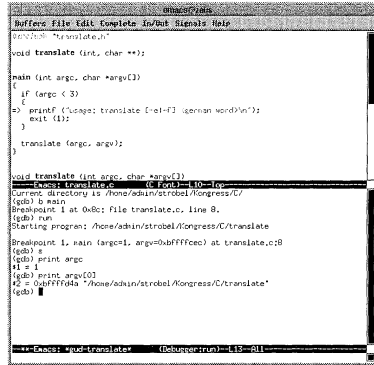 emacs@zaza
Buffers File Edit Complete In/Out Signals Help
#include "translate.h"
void translate (int, char **);
main (int argc, char *argv[])
{
if (argc < 3)
{
=> printf ("usage: translate [-e|-f] <german word>\n");
exit (1);
}
translate (argc, argv);
}
void translate (int argc, char *argv[])
----Emacs: translate.c (C Font)--L10--Top----
Current directory is /home/admin/strobel/Kongress/C/
(gdb) b main
Breakpoint 1 at 0x8c: file translate.c, line 8.
(gdb) run
Starting program: /home/admin/strobel/Kongress/C/translate
Breakpoint 1, main (argc=1, argv=0xbffffcec) at translate.c:8
(gdb) s
(gdb) print argc
$1 = 1
(gdb) print argv[0]
$2 = 0xbffffd4a "/home/admin/strobel/Kongress/C/translate"
(gdb)
--**-Emacs: *gud-translate* (Debugger:run)--L13--All----